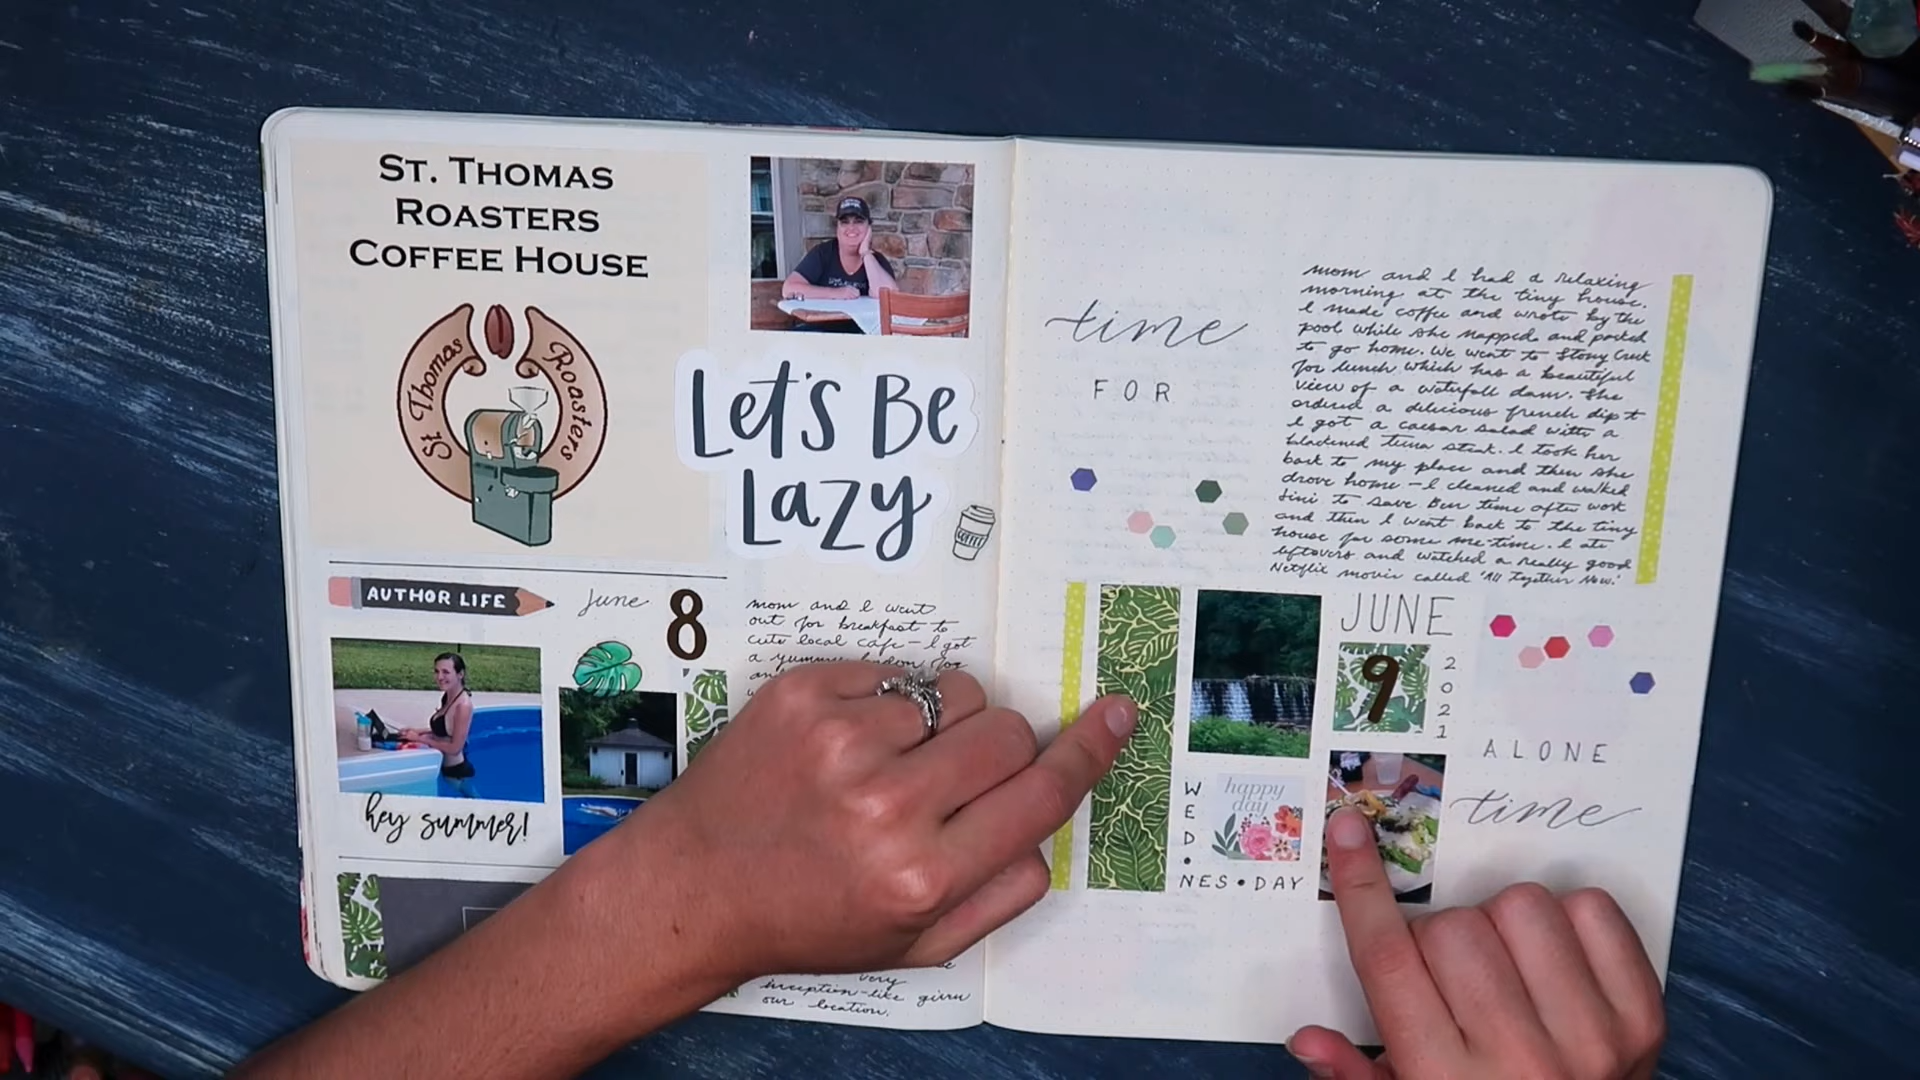 ST. THOMAS
ROASTERS
COFFEE HOUSE
St Thomas Roasters
Let's Be
Lazy
COFFEE
AUTHOR LIFE
June 8
hey summer!
mom and I went
out for breakfast to
cute local cafe - I got
a yummy
very
inception-like given
our location.
time
FOR
mom and I had a relaxing
morning at the tiny house.
I made coffee and wrote by the
pool while she napped and packed
to go home. We went to Stony Creek
for lunch which has a beautiful
view of a waterfall dam. She
ordered a delicious french dip &
I got a caesar salad with a
blackened tuna steak. I took her
back to my place and then she
drove home - I cleaned and walked
to save Ben time after work
and then I went back to the tiny
house for some me-time. I ate
leftovers and watched a really good
Netflix movie called 'All Together Now.'
JUNE
9
2021
WED•NES•DAY
happy
day
ALONE
time